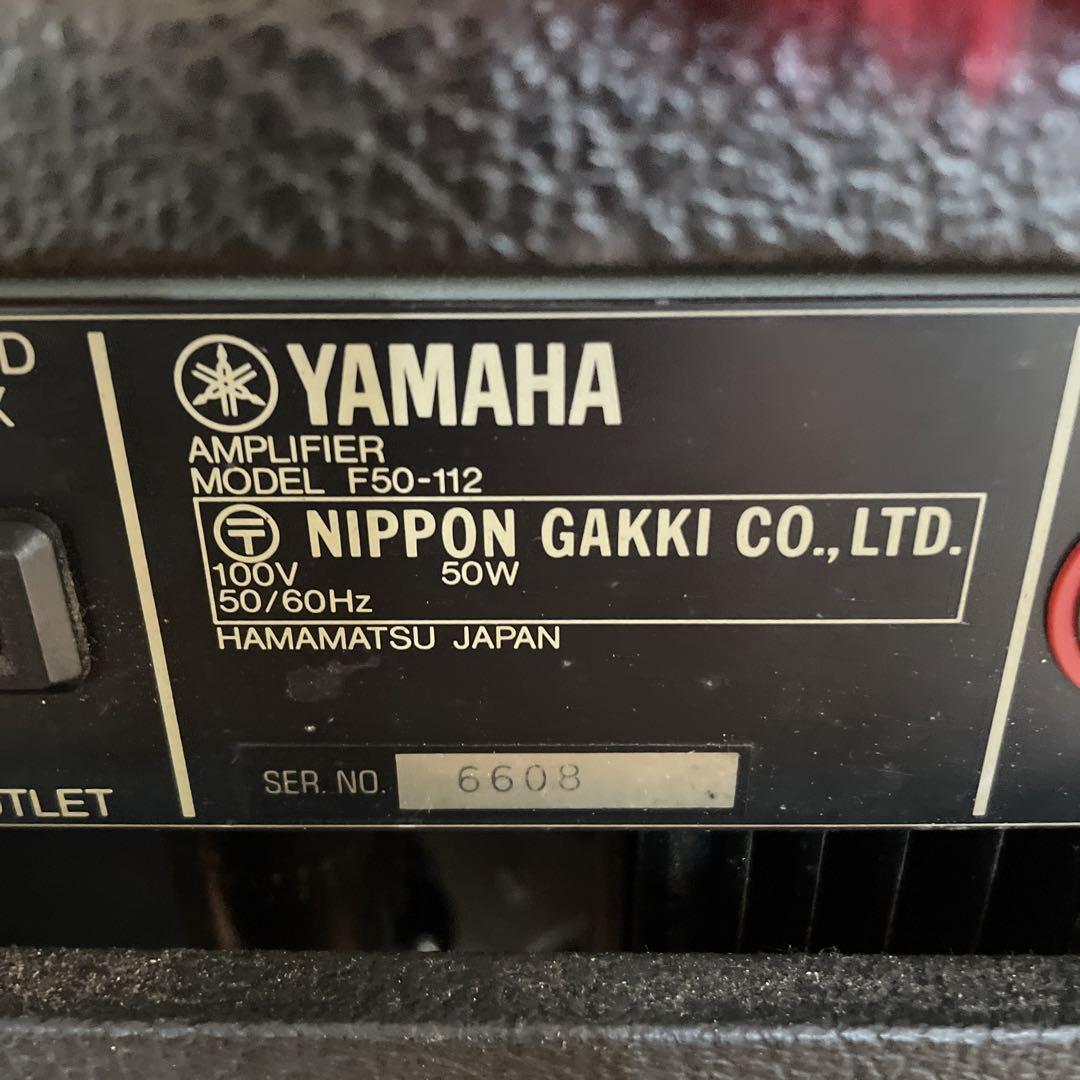 YAMAHA
AMPLIFIER
MODEL F50-112
〒 NIPPON GAKKI CO., LTD.
100V 50W
50/60Hz
HAMAMATSU JAPAN
SER. NO. 6608